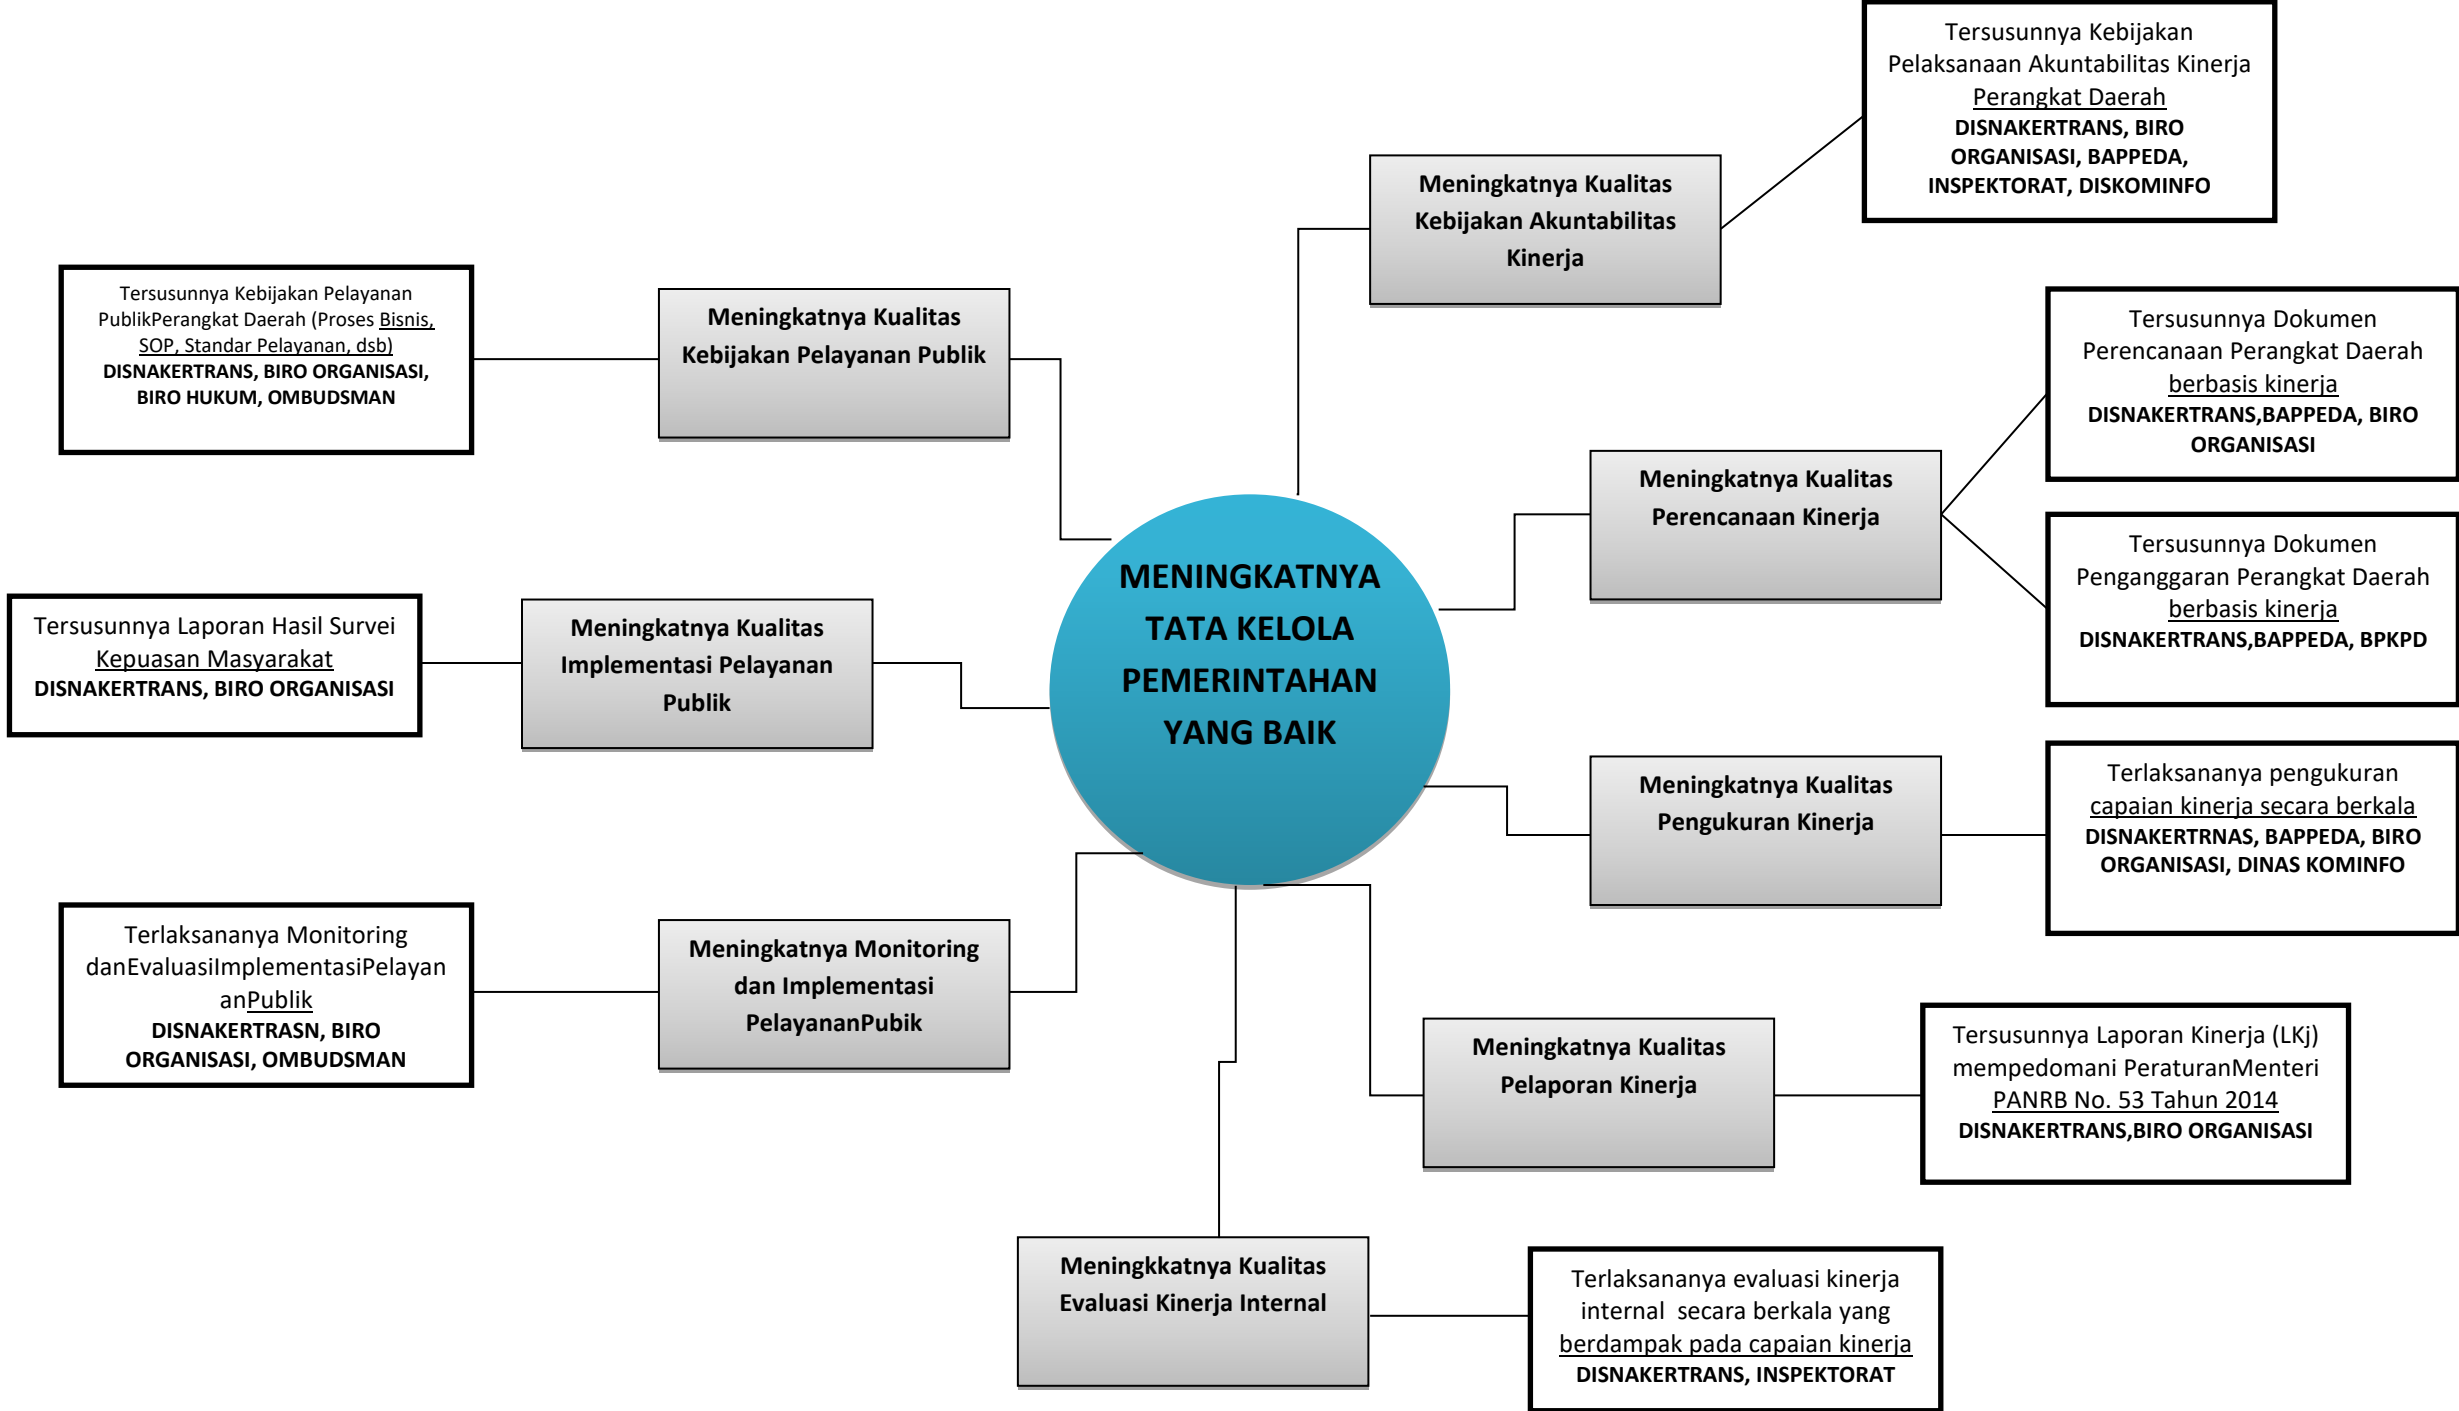 Tersusunnya Kebijakan
Pelaksanaan Akuntabilitas Kinerja
Perangkat Daerah
DISNAKERTRANS, BIRO
ORGANISASI, BAPPEDA,
INSPEKTORAT, DISKOMINFO
Meningkatnya Kualitas
Kebijakan Akuntabilitas
Kinerja
Tersusunnya Kebijakan Pelayanan
PublikPerangkat Daerah (Proses Bisnis,
SOP, Standar Pelayanan, dsb)
DISNAKERTRANS, BIRO ORGANISASI,
BIRO HUKUM, OMBUDSMAN
Meningkatnya Kualitas
Kebijakan Pelayanan Publik
Tersusunnya Dokumen
Perencanaan Perangkat Daerah
berbasis kinerja
DISNAKERTRANS,BAPPEDA, BIRO
ORGANISASI
Meningkatnya Kualitas
Perencanaan Kinerja
Tersusunnya Dokumen
Penganggaran Perangkat Daerah
berbasis kinerja
DISNAKERTRANS,BAPPEDA, BPKPD
MENINGKATNYA
TATA KELOLA
PEMERINTAHAN
YANG BAIK
Tersusunnya Laporan Hasil Survei
Kepuasan Masyarakat
DISNAKERTRANS, BIRO ORGANISASI
Meningkatnya Kualitas
Implementasi Pelayanan
Publik
Meningkatnya Kualitas
Pengukuran Kinerja
Terlaksananya pengukuran
capaian kinerja secara berkala
DISNAKERTRNAS, BAPPEDA, BIRO
ORGANISASI, DINAS KOMINFO
Terlaksananya Monitoring
danEvaluasiImplementasiPelayan
anPublik
DISNAKERTRASN, BIRO
ORGANISASI, OMBUDSMAN
Meningkatnya Monitoring
dan Implementasi
PelayananPubik
Meningkatnya Kualitas
Pelaporan Kinerja
Tersusunnya Laporan Kinerja (LKj)
mempedomani PeraturanMenteri
PANRB No. 53 Tahun 2014
DISNAKERTRANS,BIRO ORGANISASI
Meningkkatnya Kualitas
Evaluasi Kinerja Internal
Terlaksananya evaluasi kinerja
internal  secara berkala yang
berdampak pada capaian kinerja
DISNAKERTRANS, INSPEKTORAT